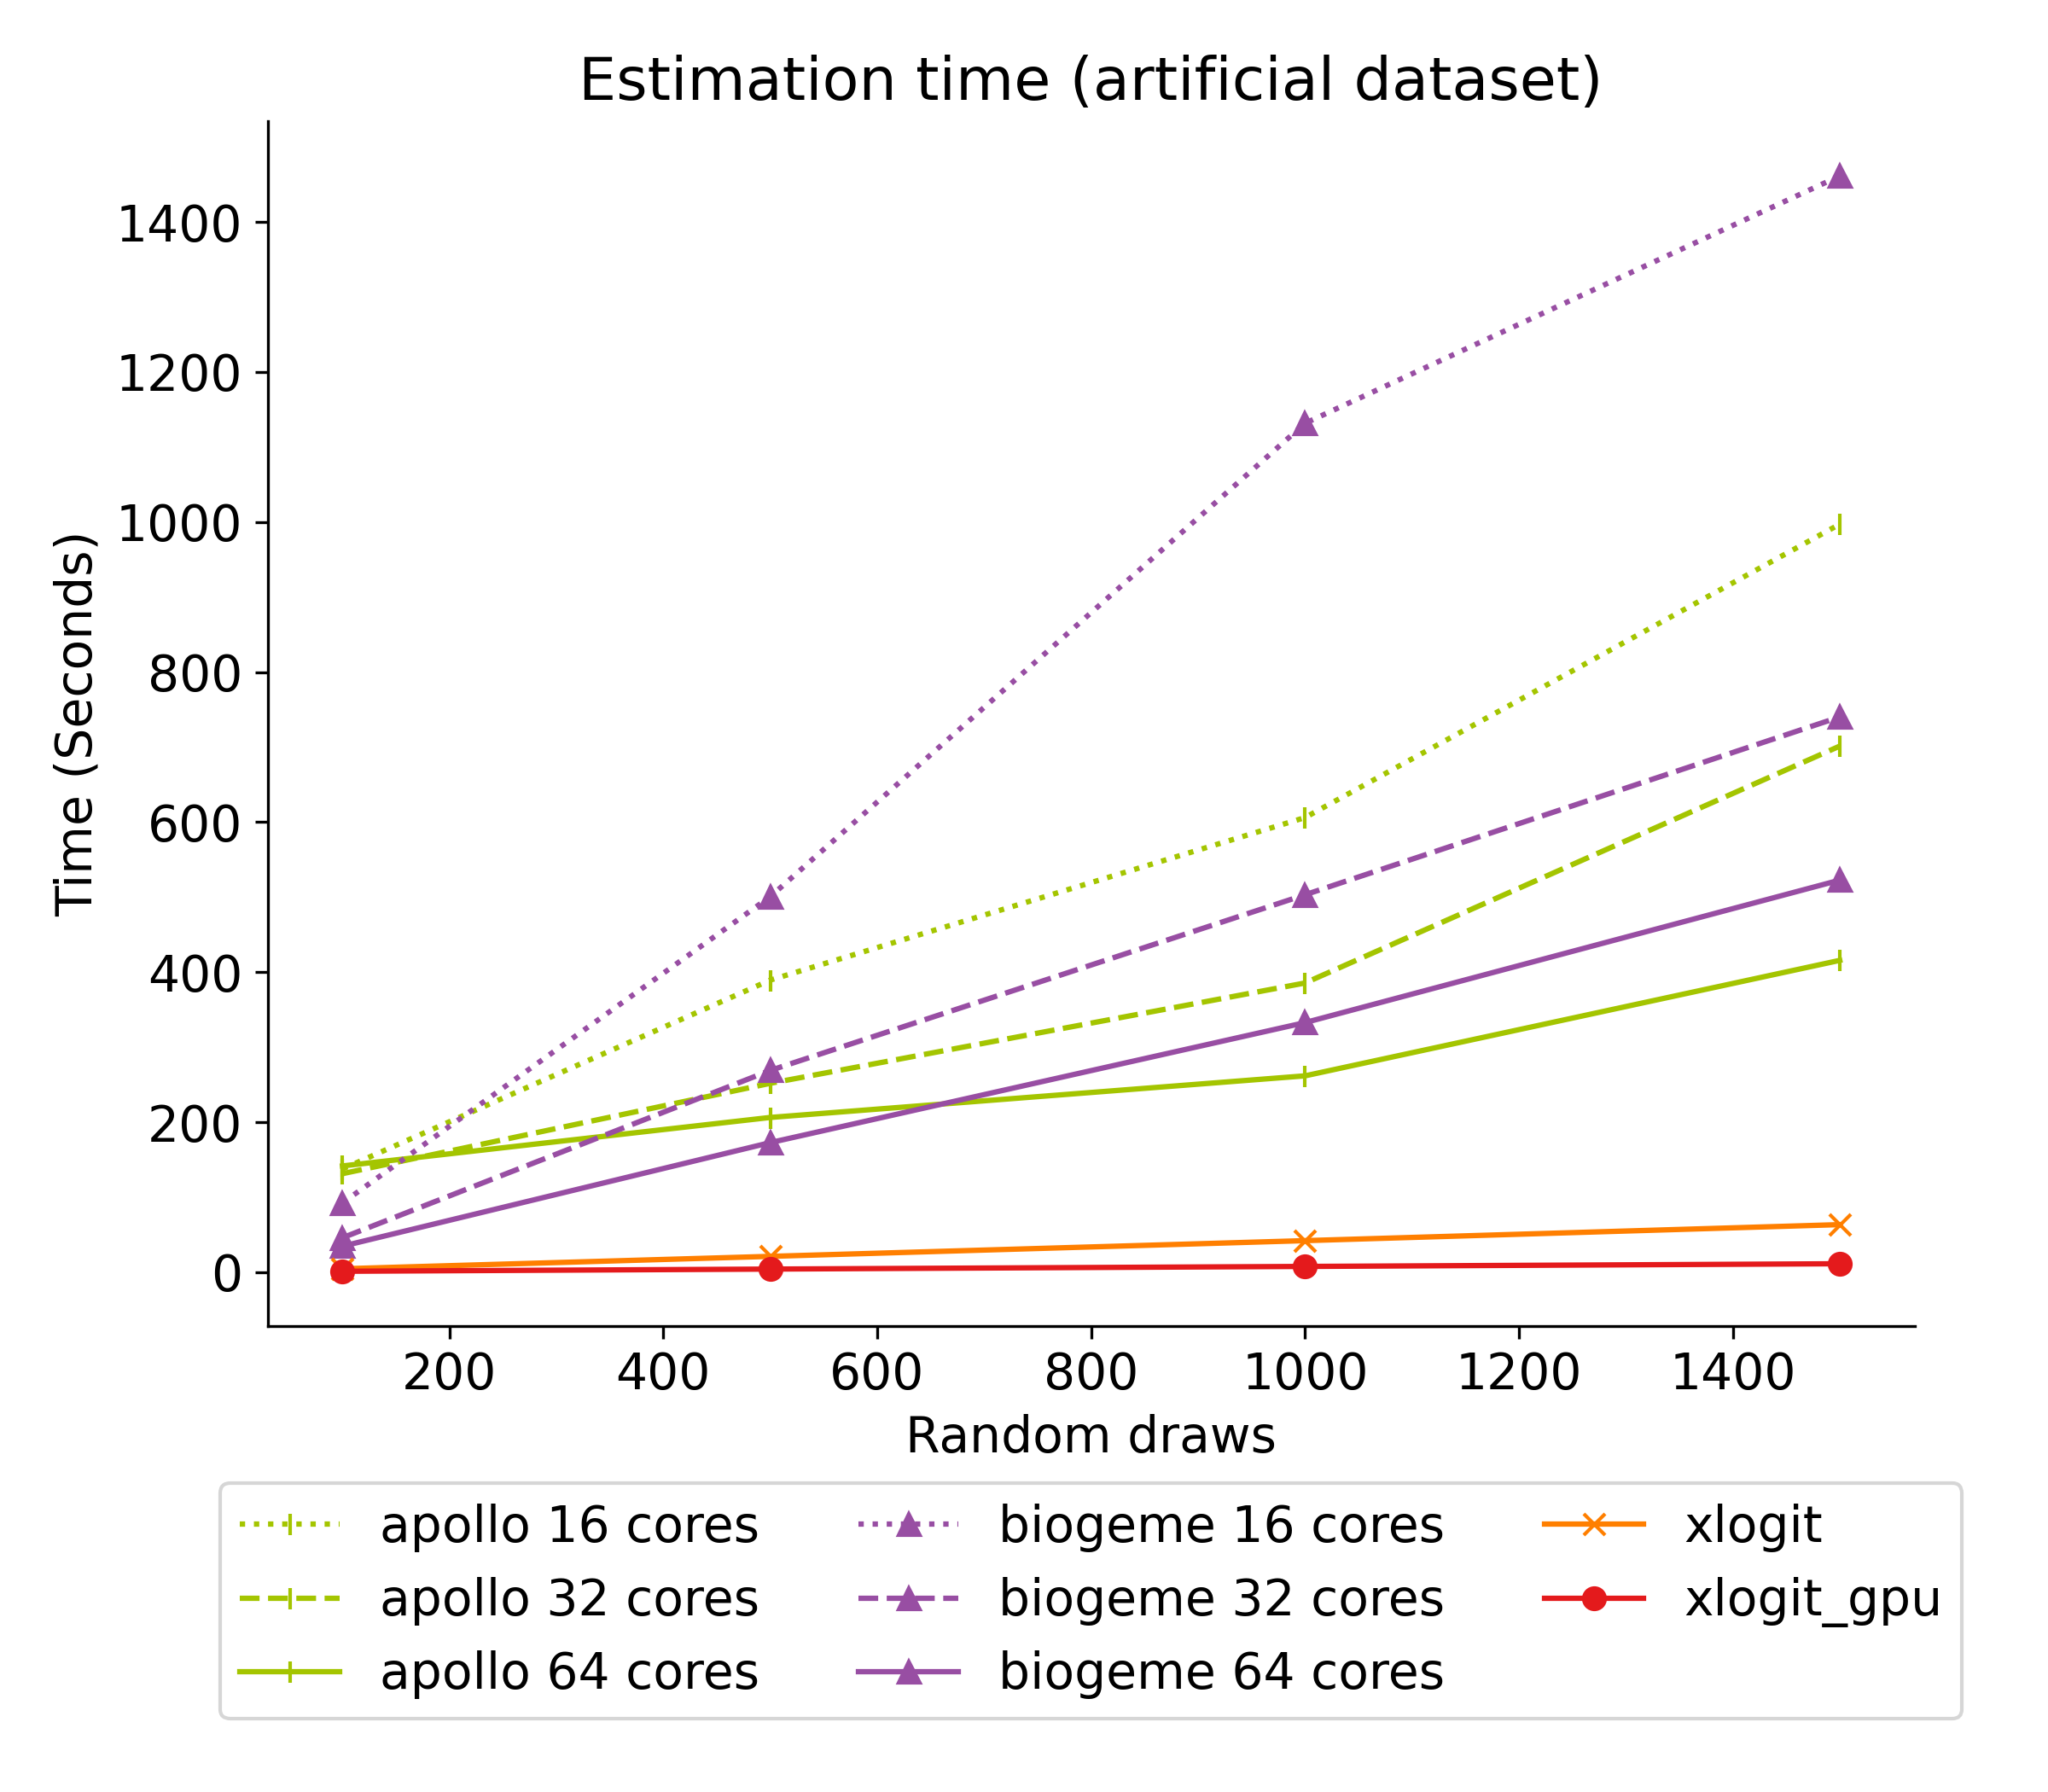 Estimation time (artificial dataset)
Time (Seconds)
1400
1200
1000
800
600
400
200
0
200 400 600 800 1000 1200 1400
Random draws
apollo 16 cores
apollo 32 cores
apollo 64 cores
biogeme 16 cores
biogeme 32 cores
biogeme 64 cores
xlogit
xlogit_gpu